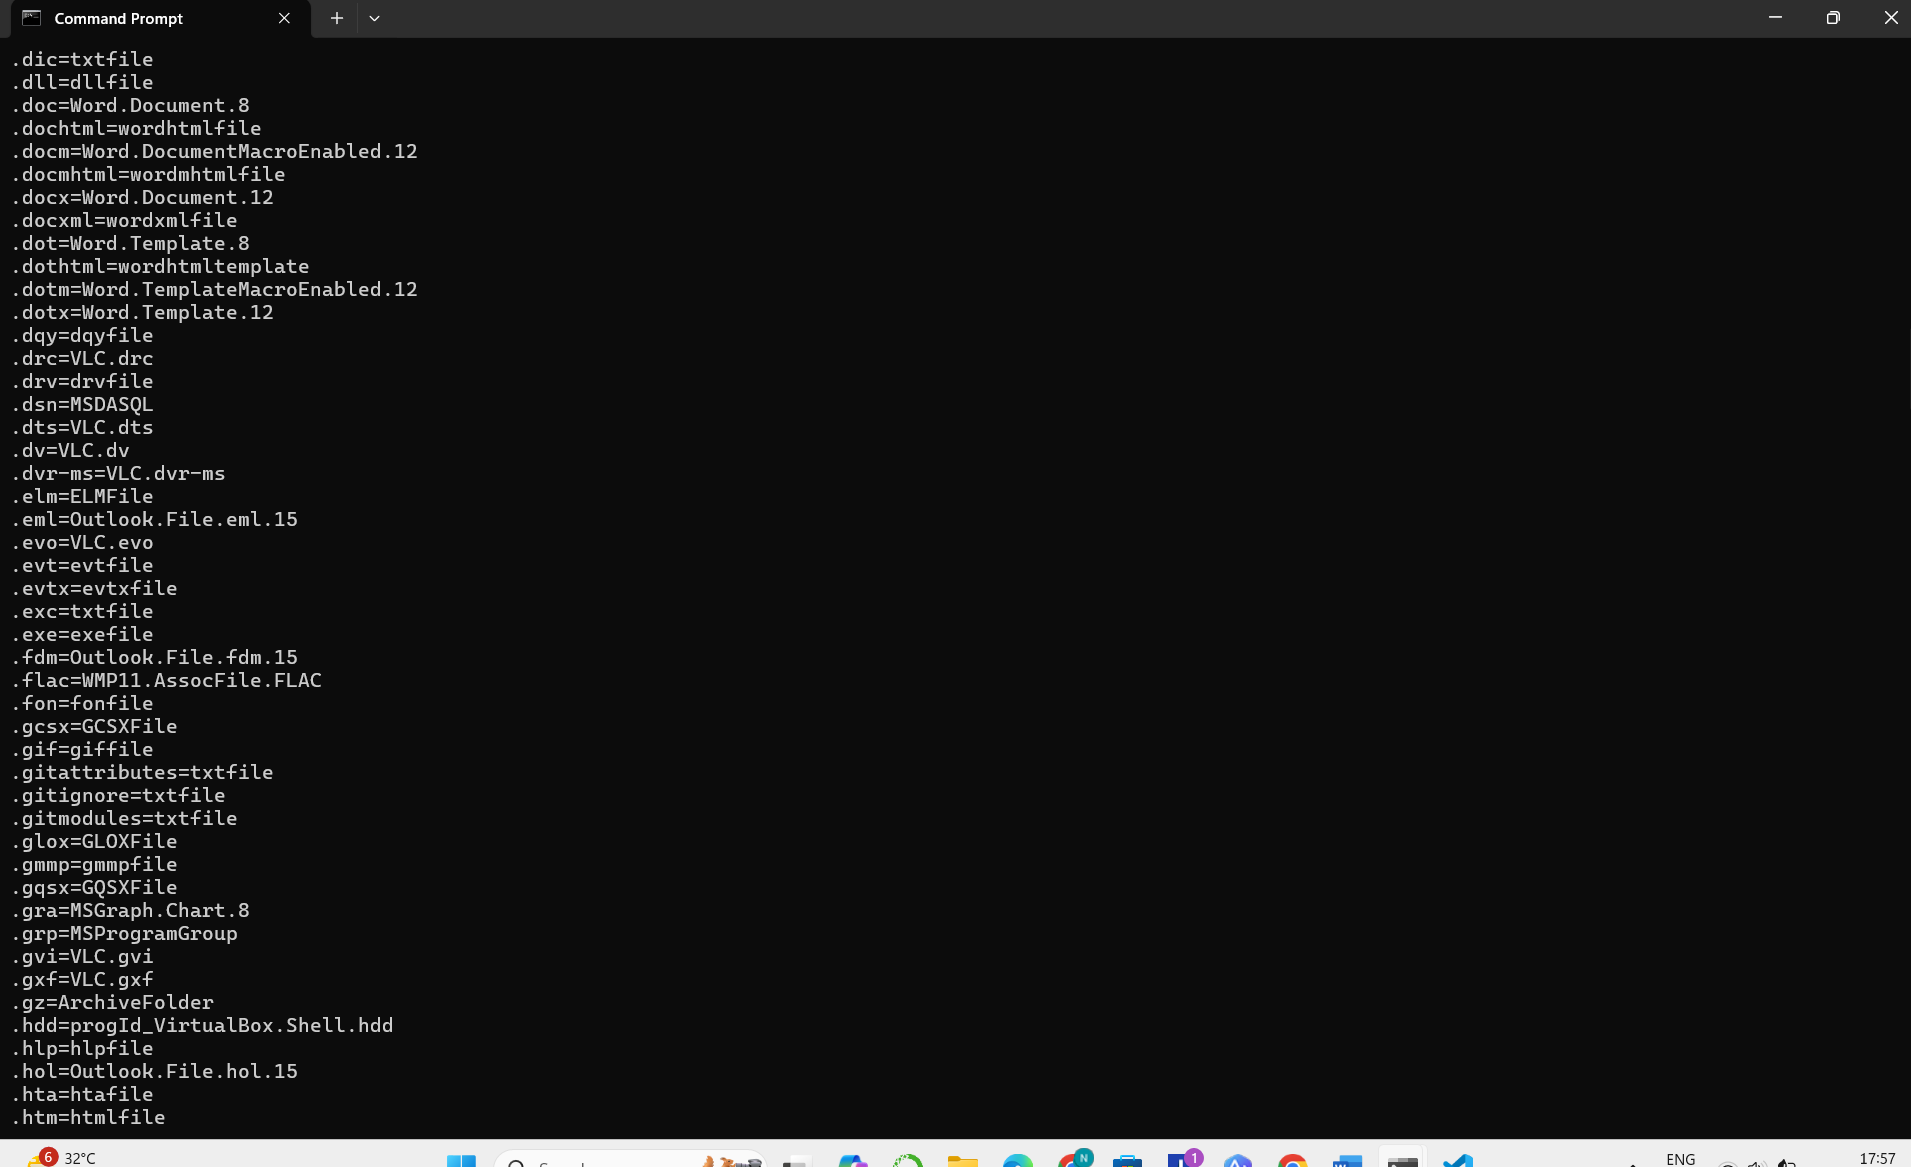 Command Prompt
.dic=txtfile
.dll=dllfile
.doc=Word.Document.8
.dochtml=wordhtmlfile
.docm=Word.DocumentMacroEnabled.12
.docmhtml=wordmhtmlfile
.docx=Word.Document.12
.docxml=wordxmlfile
.dot=Word.Template.8
.dothtml=wordhtmltemplate
.dotm=Word.TemplateMacroEnabled.12
.dotx=Word.Template.12
.dqy=dqyfile
.drc=VLC.drc
.drv=drvfile
.dsn=MSDASQL
.dts=VLC.dts
.dv=VLC.dv
.dvr-ms=VLC.dvr-ms
.elm=ELMFile
.eml=Outlook.File.eml.15
.evo=VLC.evo
.evt=evtfile
.evtx=evtxfile
.exc=txtfile
.exe=exefile
.fdm=Outlook.File.fdm.15
.flac=WMP11.AssocFile.FLAC
.fon=fonfile
.gcsx=GCSXFile
.gif=giffile
.gitattributes=txtfile
.gitignore=txtfile
.gitmodules=txtfile
.glox=GLOXFile
.gmmp=gmmpfile
.gqsx=GQSXFile
.gra=MSGraph.Chart.8
.grp=MSProgramGroup
.gvi=VLC.gvi
.gxf=VLC.gxf
.gz=ArchiveFolder
.hdd=progId_VirtualBox.Shell.hdd
.hlp=hlpfile
.hol=Outlook.File.hol.15
.hta=htafile
.htm=htmlfile
6 32°C N 1 ENG 17:57